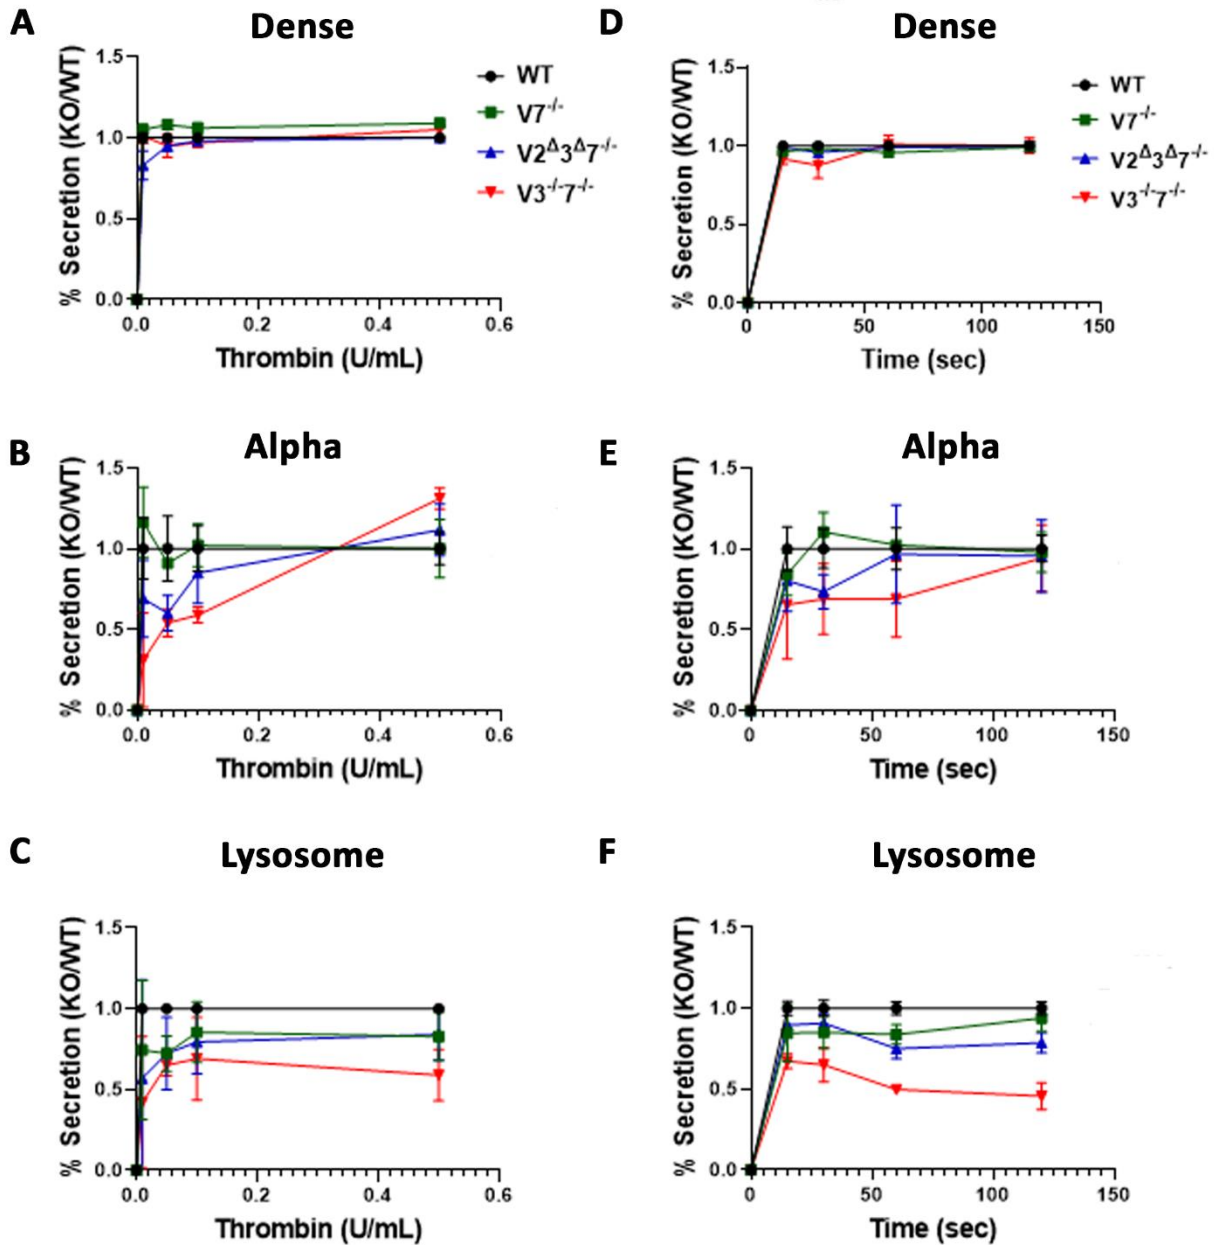 A
Dense
% Secretion (KO/WT)
1.5
1.0
0.5
0.0
0.0
0.2
0.4
0.6
Thrombin (U/mL)
WT
V7-/-
V2Δ3Δ7-/-
V3-/-7-/-
D
Dense
% Secretion (KO/WT)
1.5
1.0
0.5
0.0
0
50
100
150
Time (sec)
WT
V7-/-
V2Δ3Δ7-/-
V3-/-7-/-
B
Alpha
% Secretion (KO/WT)
1.5
1.0
0.5
0.0
0.0
0.2
0.4
0.6
Thrombin (U/mL)
E
Alpha
% Secretion (KO/WT)
1.5
1.0
0.5
0.0
0
50
100
150
Time (sec)
C
Lysosome
% Secretion (KO/WT)
1.5
1.0
0.5
0.0
0.0
0.2
0.4
0.6
Thrombin (U/mL)
F
Lysosome
% Secretion (KO/WT)
1.5
1.0
0.5
0.0
0
50
100
150
Time (sec)